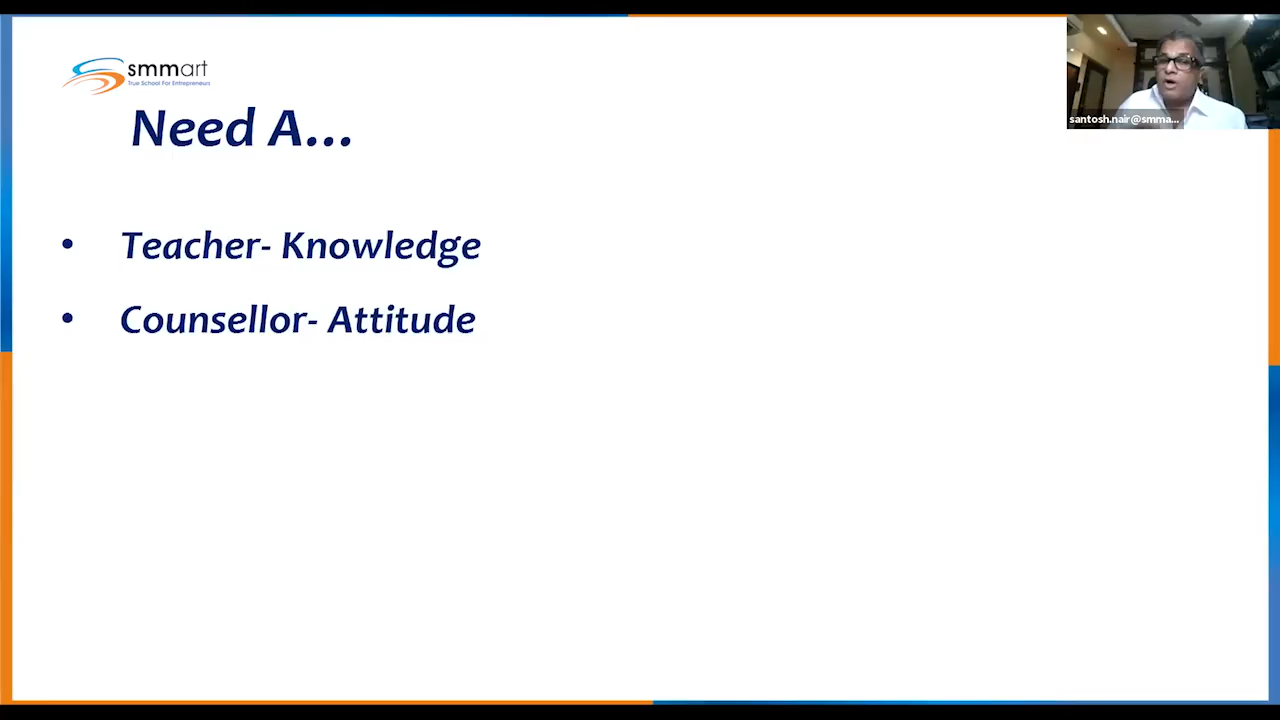 smmart
True School For Entrepreneurs
santosh.nair@smma...
Need A...
• Teacher- Knowledge
• Counsellor- Attitude